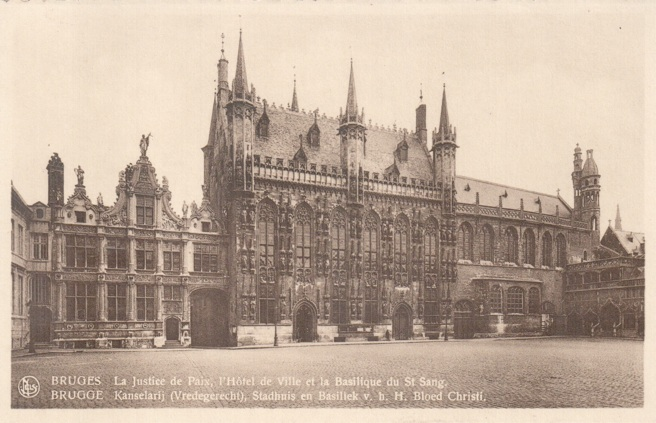 BRUGES La Justice de Paix, l'Hôtel de Ville et la Basilique du St Sang.
BRUGGE Kanselarij (Vredegerecht), Stadhuis en Basiliek v. h. H. Bloed Christi.